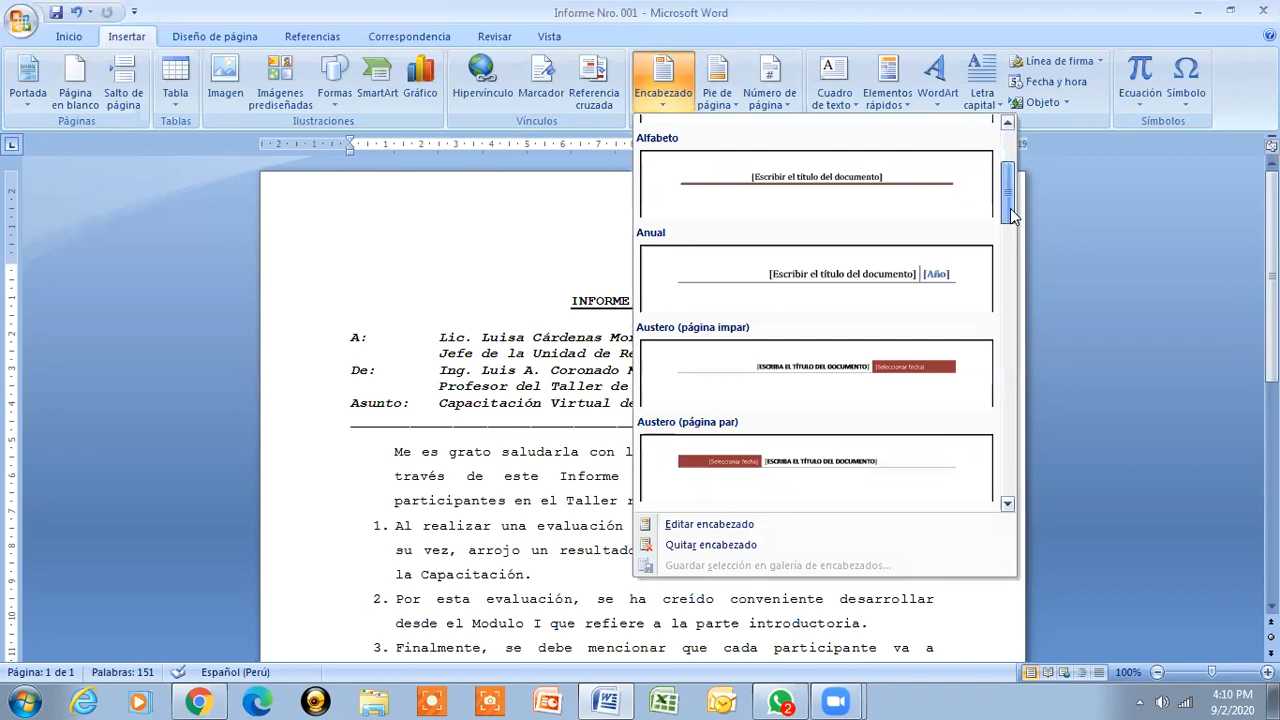 Informe Nro. 001 - Microsoft Word
Inicio
Insertar
Diseño de página
Referencias
Correspondencia
Revisar
Vista
Portada
Página en blanco
Salto de página
Tabla
Imagen
Imágenes prediseñadas
Formas
SmartArt
Gráfico
Hipervínculo
Marcador
Referencia cruzada
Encabezado
Pie de página
Número de página
Cuadro de texto
Elementos rápidos
WordArt
Letra capital
Línea de firma
Fecha y hora
Objeto
Ecuación
Símbolo
Páginas
Tablas
Ilustraciones
Vínculos
Símbolos
Alfabeto
[Escribir el título del documento]
Anual
[Escribir el título del documento] [Año]
Austero (página impar)
[ESCRIBA EL TÍTULO DEL DOCUMENTO] [Seleccionar fecha]
Austero (página par)
[Seleccionar fecha] [ESCRIBA EL TÍTULO DEL DOCUMENTO]
Editar encabezado
Quitar encabezado
Guardar selección en galería de encabezados...
INFORME
A: Lic. Luisa Cárdenas Mor
Jefe de la Unidad de Re
De: Ing. Luis A. Coronado
Profesor del Taller de
Asunto: Capacitación Virtual de
Me es grato saludarla con l
través de este Informe
participantes en el Taller r
1. Al realizar una evaluación
su vez, arrojo un resultado
la Capacitación.
2. Por esta evaluación, se ha creído conveniente desarrollar
desde el Modulo I que refiere a la parte introductoria.
3. Finalmente, se debe mencionar que cada participante va a
Página: 1 de 1
Palabras: 151
Español (Perú)
100%
2
4:10 PM
9/2/2020